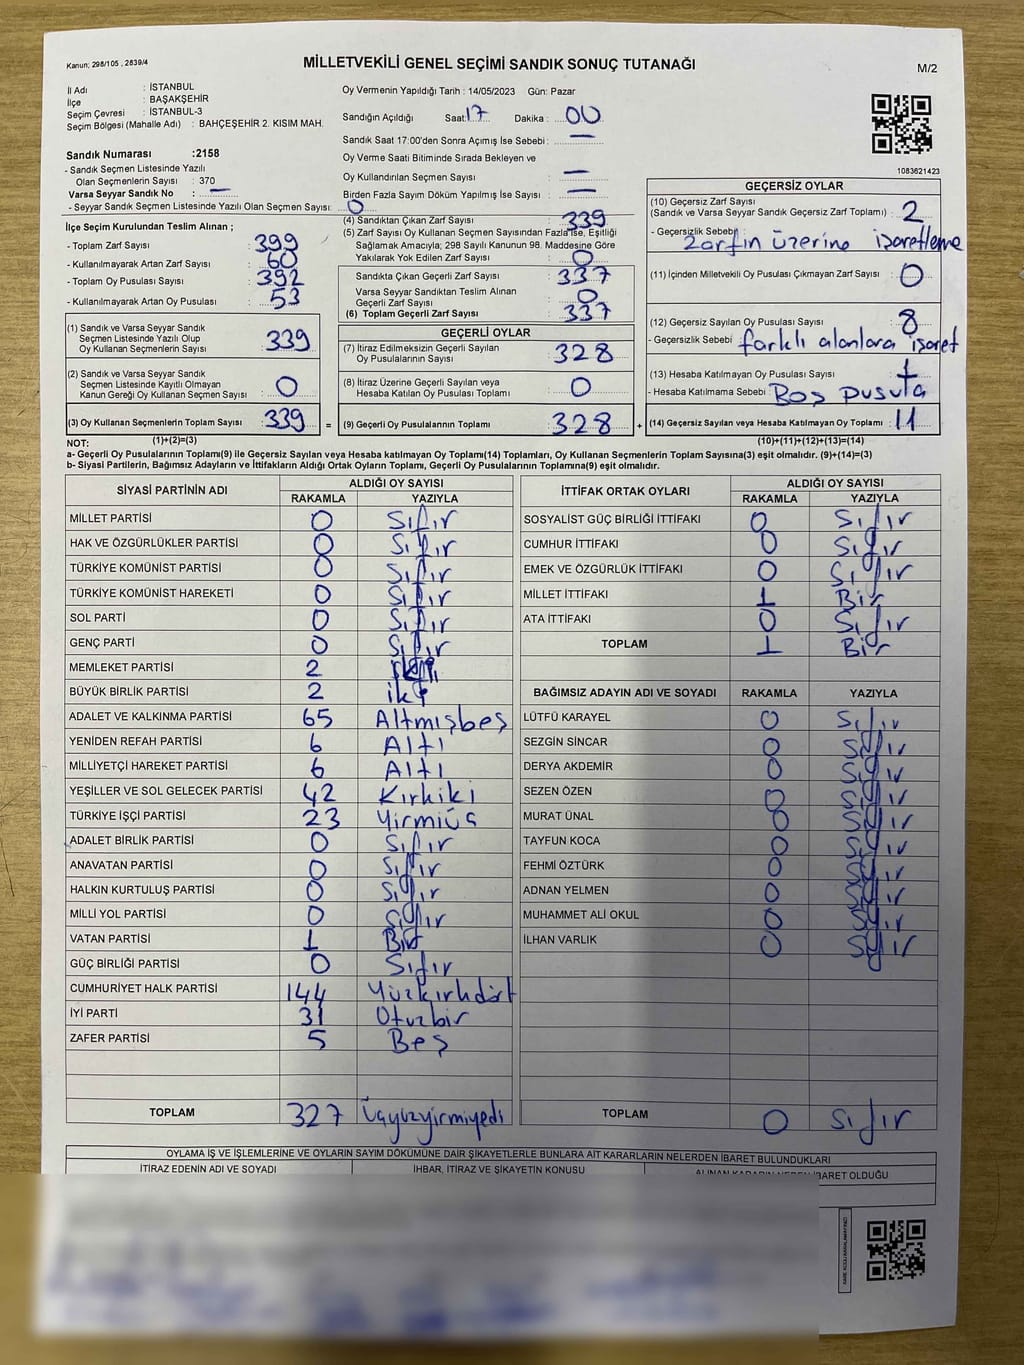 Kanun; 298/105 , 2839/4
MİLLETVEKİLİ GENEL SEÇİMİ SANDIK SONUÇ TUTANAĞI
M/2
İl Adı : İSTANBUL
İlçe : BAŞAKŞEHİR
Seçim Çevresi : İSTANBUL-3
Seçim Bölgesi (Mahalle Adı) : BAHÇEŞEHİR 2. KISIM MAH.
Sandık Numarası :2158
- Sandık Seçmen Listesinde Yazılı
Olan Seçmenlerin Sayısı : 370
Varsa Seyyar Sandık No : —
- Seyyar Sandık Seçmen Listesinde Yazılı Olan Seçmen Sayısı: 0
Oy Vermenin Yapıldığı Tarih : 14/05/2023 Gün: Pazar
Sandığın Açıldığı Saat: 17 Dakika : 00
Sandık Saat 17:00'den Sonra Açımış İse Sebebi : —
Oy Verme Saati Bitiminde Sırada Bekleyen ve
Oy Kullandırılan Seçmen Sayısı : —
Birden Fazla Sayım Döküm Yapılmış İse Sayısı : —
1083621423
İlçe Seçim Kurulundan Teslim Alınan ;
- Toplam Zarf Sayısı : 399
- Kullanılmayarak Artan Zarf Sayısı : 60
- Toplam Oy Pusulası : 392
- Kullanılmayarak Artan Oy Pusulası : 53
(1) Sandık ve Varsa Seyyar Sandık
Seçmen Listesinde Yazılı Olup
Oy Kullanan Seçmenlerin Sayısı : 339
(2) Sandık ve Varsa Seyyar Sandık
Seçmen Listesinde Kayıtlı Olmayan
Kanun Gereği Oy Kullanan Seçmen Sayısı : 0
(3) Oy Kullanan Seçmenlerin Toplam Sayısı : 339 =
(4) Sandıktan Çıkan Zarf Sayısı : 339
(5) Zarf Sayısı Oy Kullanan Seçmen Sayısından Fazla İse, Eşitliği
Sağlamak Amacıyla; 298 Sayılı Kanunun 98. Maddesine Göre
Yakılarak Yok Edilen Zarf Sayısı : 0
Sandıkta Çıkan Geçerli Zarf Sayısı : 337
Varsa Seyyar Sandıktan Teslim Alınan
Geçerli Zarf Sayısı : 0
(6) Toplam Geçerli Zarf Sayısı : 337
GEÇERLİ OYLAR
(7) İtiraz Edilmeksizin Geçerli Sayılan
Oy Pusulalarının Sayısı : 328
(8) İtiraz Üzerine Geçerli Sayılan veya
Hesaba Katılan Oy Pusulası Toplamı : 0
(9) Geçerli Oy Pusulalarının Toplamı : 328 +
GEÇERSİZ OYLAR
(10) Geçersiz Zarf Sayısı
(Sandık ve Varsa Seyyar Sandık Geçersiz Zarf Toplamı) : 2
- Geçersizlik Sebebi :
Zarfın üzerine işaretleme
(11) İçinden Milletvekili Oy Pusulası Çıkmayan Zarf Sayısı : 0
(12) Geçersiz Sayılan Oy Pusulası Sayısı : 8
- Geçersizlik Sebebi : farklı alanlara işaret
(13) Hesaba Katılmayan Oy Pusulası Sayısı : 1
- Hesaba Katılmama Sebebi : Boş pusula
(14) Geçersiz Sayılan veya Hesaba Katılmayan Oy Toplamı : 11
NOT: (1)+(2)=(3) (10)+(11)+(12)+(13)=(14)
a- Geçerli Oy Pusulalarının Toplamı(9) ile Geçersiz Sayılan veya Hesaba katılmayan Oy Toplamı(14) Toplamları, Oy Kullanan Seçmenlerin Toplam Sayısına(3) eşit olmalıdır. (9)+(14)=(3)
b- Siyasi Partilerin, Bağımsız Adayların ve İttifakların Aldığı Ortak Oyların Toplamı, Geçerli Oy Pusulalarının Toplamına(9) eşit olmalıdır.
SİYASİ PARTİNİN ADI ALDIĞI OY SAYISI
RAKAMLA YAZIYLA
MİLLET PARTİSİ 0 Sıfır
HAK VE ÖZGÜRLÜKLER PARTİSİ 0 Sıfır
TÜRKİYE KOMÜNİST PARTİSİ 0 Sıfır
TÜRKİYE KOMÜNİST HAREKETİ 0 Sıfır
SOL PARTİ 0 Sıfır
GENÇ PARTİ 0 Sıfır
MEMLEKET PARTİSİ 2
BÜYÜK BİRLİK PARTİSİ 2 iki
ADALET VE KALKINMA PARTİSİ 65 Altmışbeş
YENİDEN REFAH PARTİSİ 6 Altı
MİLLİYETÇİ HAREKET PARTİSİ 6 Altı
YEŞİLLER VE SOL GELECEK PARTİSİ 42 Kırkiki
TÜRKİYE İŞÇİ PARTİSİ 23 Yirmiüç
ADALET BİRLİK PARTİSİ 0 Sıfır
ANAVATAN PARTİSİ 0 Sıfır
HALKIN KURTULUŞ PARTİSİ 0 Sıfır
MİLLİ YOL PARTİSİ 0 Sıfır
VATAN PARTİSİ 1 Bir
GÜÇ BİRLİĞİ PARTİSİ 0 Sıfır
CUMHURİYET HALK PARTİSİ 144 Yüzkırkdört
İYİ PARTİ 31 Otuzbir
ZAFER PARTİSİ 5 Beş
TOPLAM 327 Üçyüzyirmiyedi
İTTİFAK ORTAK OYLARI ALDIĞI OY SAYISI
RAKAMLA YAZIYLA
SOSYALİST GÜÇ BİRLİĞİ İTTİFAKI 0 Sıfır
CUMHUR İTTİFAKI 0 Sıfır
EMEK VE ÖZGÜRLÜK İTTİFAKI 0 Sıfır
MİLLET İTTİFAKI 1 Bir
ATA İTTİFAKI 0 Sıfır
TOPLAM 1 Bir
BAĞIMSIZ ADAYIN ADI VE SOYADI RAKAMLA YAZIYLA
LÜTFÜ KARAYEL 0 Sıfır
SEZGİN SİNCAR 0 Sıfır
DERYA AKDEMİR 0 Sıfır
SEZEN ÖZEN 0 Sıfır
MURAT ÜNAL 0 Sıfır
TAYFUN KOCA 0 Sıfır
FEHMİ ÖZTÜRK 0 Sıfır
ADNAN YELMEN 0 Sıfır
MUHAMMET ALİ OKUL 0 Sıfır
İLHAN VARLIK 0 Sıfır
TOPLAM 0 Sıfır
OYLAMA İŞ VE İŞLEMLERİNE VE OYLARIN SAYIM DÖKÜMÜNE DAİR ŞİKAYETLERLE BUNLARA AİT KARARLARIN NELERDEN İBARET BULUNDUKLARI
İTİRAZ EDENİN ADI VE SOYADI İHBAR, İTİRAZ VE ŞİKAYETİN KONUSU ALINAN KARARIN NEDEN İBARET OLDUĞU